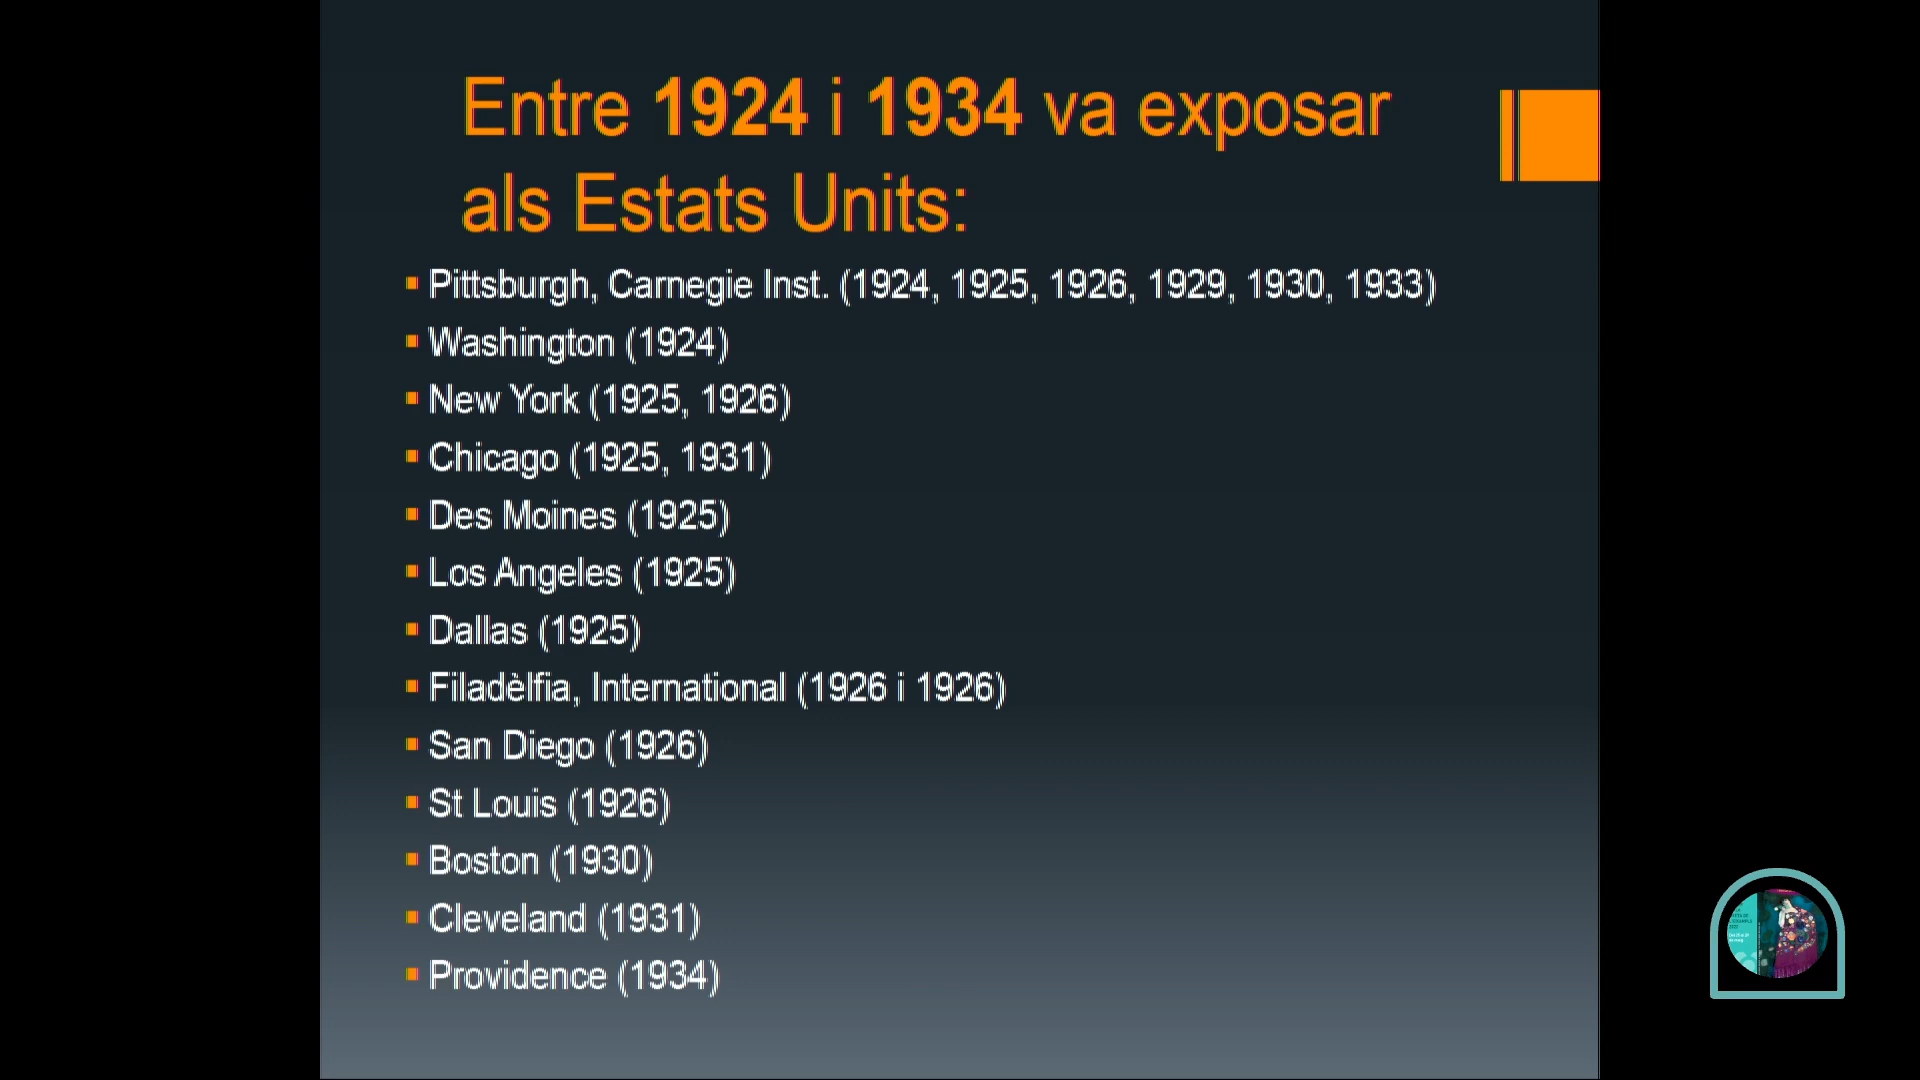 Entre 1924 i 1934 va exposar
als Estats Units:
Pittsburgh, Carnegie Inst. (1924, 1925, 1926, 1929, 1930, 1933)
Washington (1924)
New York (1925, 1926)
Chicago (1925, 1931)
Des Moines (1925)
Los Angeles (1925)
Dallas (1925)
Filadèlfia, International (1926 i 1926)
San Diego (1926)
St Louis (1926)
Boston (1930)
Cleveland (1931)
Providence (1934)